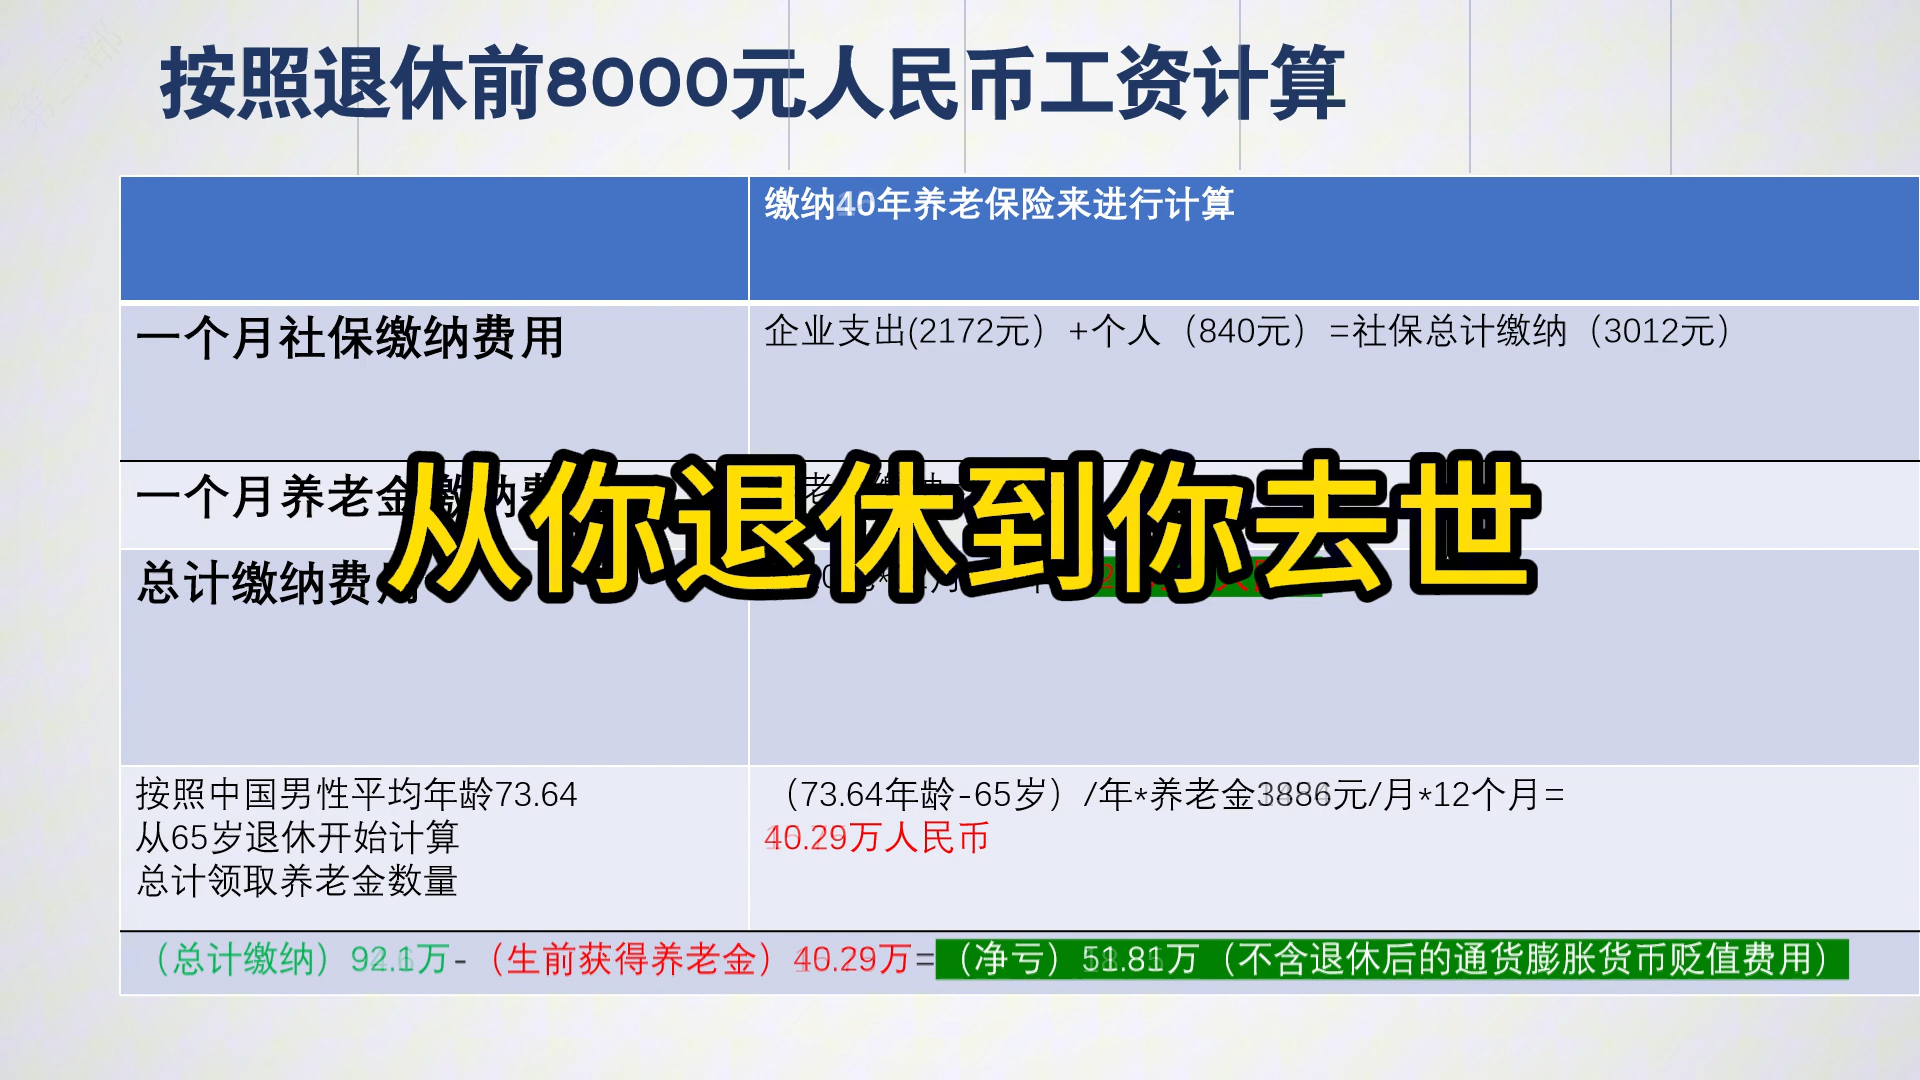 按照退休前8000元人民币工资计算
缴纳40年养老保险来进行计算
一个月社保缴纳费用
企业支出(2172元）+个人（840元）=社保总计缴纳（3012元）
一个月养老金缴纳费
从你退休到你去世
总计缴纳费用
按照中国男性平均年龄73.64
从65岁退休开始计算
总计领取养老金数量
（73.64年龄-65岁）/年*养老金3886元/月*12个月=
40.29万人民币
（总计缴纳）92.1万-（生前获得养老金）40.29万=（净亏）51.81万（不含退休后的通货膨胀货币贬值费用）